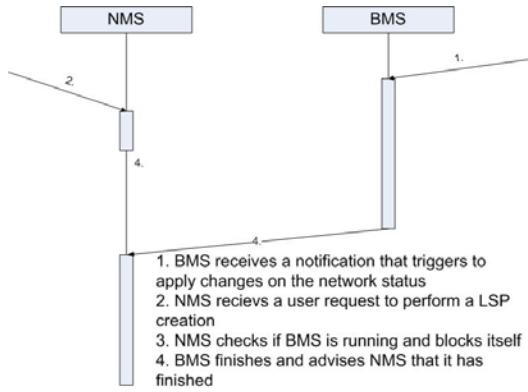 NMS
BMS
1.
2.
4.
4.
1. BMS receives a notification that triggers to
apply changes on the network status
2. NMS recievs a user request to perform a LSP
creation
3. NMS checks if BMS is running and blocks itself
4. BMS finishes and advises NMS that it has
finished